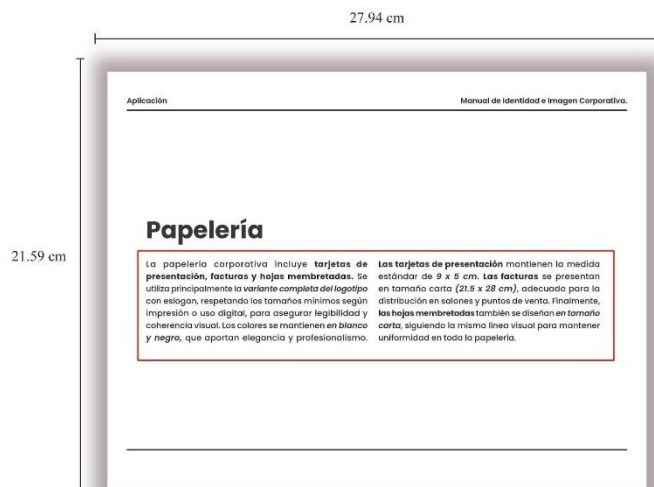 27.94 cm
21.59 cm
Aplicación
Manual de Identidad e Imagen Corporativa.
Papelería
La papelería corporativa incluye tarjetas de
presentación, facturas y hojas membretadas. Se
utiliza principalmente la variante completa del logotipo
con eslogan, respetando los tamaños mínimos según
impresión o uso digital, para asegurar legibilidad y
coherencia visual. Los colores se mantienen en blanco
y negro, que aportan elegancia y profesionalismo.
Las tarjetas de presentación mantienen la medida
estándar de 9 x 5 cm. Las facturas se presentan
en tamaño carta (21.5 x 28 cm), adecuado para la
distribución en salones y puntos de venta. Finalmente,
las hojas membretadas también se diseñan en tamaño
carta, siguiendo la misma línea visual para mantener
uniformidad en toda la papelería.